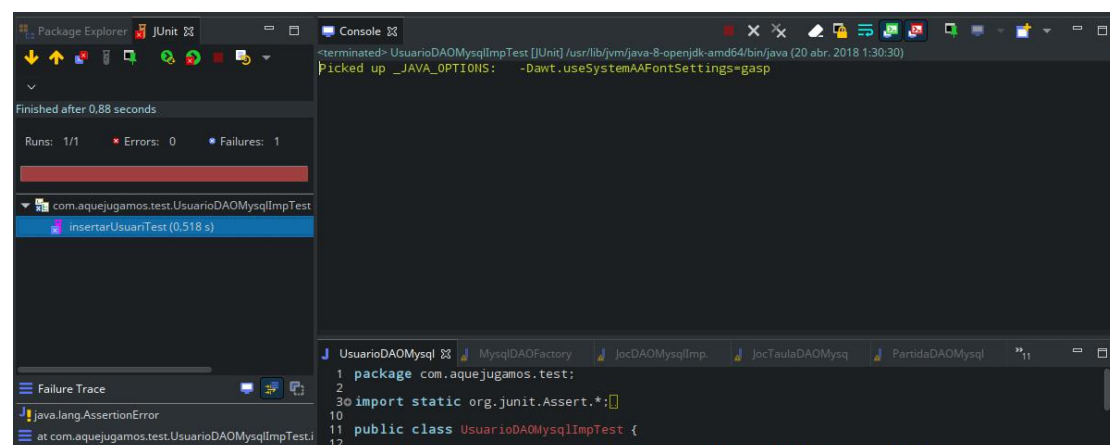 Package Explorer JUnit
Finished after 0,88 seconds
Runs: 1/1 Errors: 0 Failures: 1
com.aquejugamos.test.UsuarioDAOMysqlImpTest
insertarUsuariTest (0,518 s)
Failure Trace
java.lang.AssertionError
at com.aquejugamos.test.UsuarioDAOMysqlImpTest.i
Console
<terminated> UsuarioDAOMysqlImpTest [JUnit] /usr/lib/jvm/java-8-openjdk-amd64/bin/java (20 abr. 2018 1:30:30)
Picked up _JAVA_OPTIONS: -Dawt.useSystemAAFontSettings=gasp
UsuarioDAOMysql MysqlDAOFactory JocDAOMysqlImp. JocTaulaDAOMysq PartidaDAOMysql »11
1 package com.aquejugamos.test;
2
3 import static org.junit.Assert.*;
10
11 public class UsuarioDAOMysqlImpTest {
12